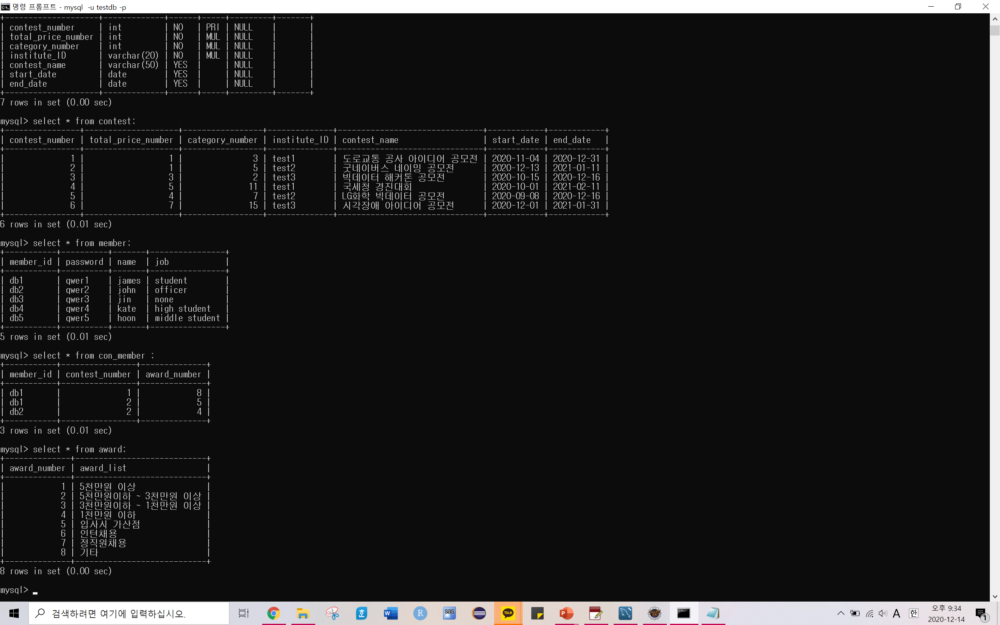 명령 프롬프트 - mysql  -u testdb -p
+---------------------+-------------+------+-----+---------+-------+
| contest_number      | int         | NO   | PRI | NULL    |       |
| total_price_number  | int         | NO   | MUL | NULL    |       |
| category_number     | int         | NO   | MUL | NULL    |       |
| institute_ID        | varchar(20) | NO   | MUL | NULL    |       |
| contest_name        | varchar(50) | YES  |     | NULL    |       |
| start_date          | date        | YES  |     | NULL    |       |
| end_date            | date        | YES  |     | NULL    |       |
+---------------------+-------------+------+-----+---------+-------+
7 rows in set (0.00 sec)
mysql> select * from contest;
+----------------+--------------------+-----------------+--------------+-------------------------------+------------+------------+
| contest_number | total_price_number | category_number | institute_ID | contest_name                  | start_date | end_date   |
+----------------+--------------------+-----------------+--------------+-------------------------------+------------+------------+
|              1 |                  1 |               3 | test1        | 도로교통 공사 아이디어 공모전 | 2020-11-04 | 2020-12-31 |
|              2 |                  1 |               5 | test2        | 굿네이버스 네이밍 공모전      | 2020-12-13 | 2021-01-11 |
|              3 |                  3 |               2 | test3        | 빅데이터 해커톤 공모전        | 2020-10-15 | 2020-12-16 |
|              4 |                  5 |              11 | test1        | 국세청 경진대회               | 2020-10-01 | 2021-02-11 |
|              5 |                  4 |               7 | test2        | LG화학 빅데이터 공모전        | 2020-09-08 | 2020-12-16 |
|              6 |                  7 |              15 | test3        | 시각장애 아이디어 공모전      | 2020-12-01 | 2021-01-31 |
+----------------+--------------------+-----------------+--------------+-------------------------------+------------+------------+
6 rows in set (0.01 sec)
mysql> select * from member;
+-----------+----------+-------+----------------+
| member_id | password | name  | job            |
+-----------+----------+-------+----------------+
| db1       | qwer1    | james | student        |
| db2       | qwer2    | john  | officer        |
| db3       | qwer3    | jin   | none           |
| db4       | qwer4    | kate  | high student   |
| db5       | qwer5    | hoon  | middle student |
+-----------+----------+-------+----------------+
5 rows in set (0.01 sec)
mysql> select * from con_member ;
+-----------+----------------+--------------+
| member_id | contest_number | award_number |
+-----------+----------------+--------------+
| db1       |              1 |            8 |
| db1       |              2 |            5 |
| db2       |              2 |            4 |
+-----------+----------------+--------------+
3 rows in set (0.01 sec)
mysql> select * from award;
+--------------+----------------------------+
| award_number | award_list                 |
+--------------+----------------------------+
|            1 | 5천만원 이상               |
|            2 | 5천만원이하 ~ 3천만원 이상 |
|            3 | 3천만원이하 ~ 1천만원 이상 |
|            4 | 1천만원 이하               |
|            5 | 입사시 가산점              |
|            6 | 인턴채용                   |
|            7 | 정직원채용                 |
|            8 | 기타                       |
+--------------+----------------------------+
8 rows in set (0.00 sec)
mysql> _
검색하려면 여기에 입력하십시오.
호
W
R
sas
TALK
P
Java EE
IDE
A
한
오후 9:34
2020-12-14
1